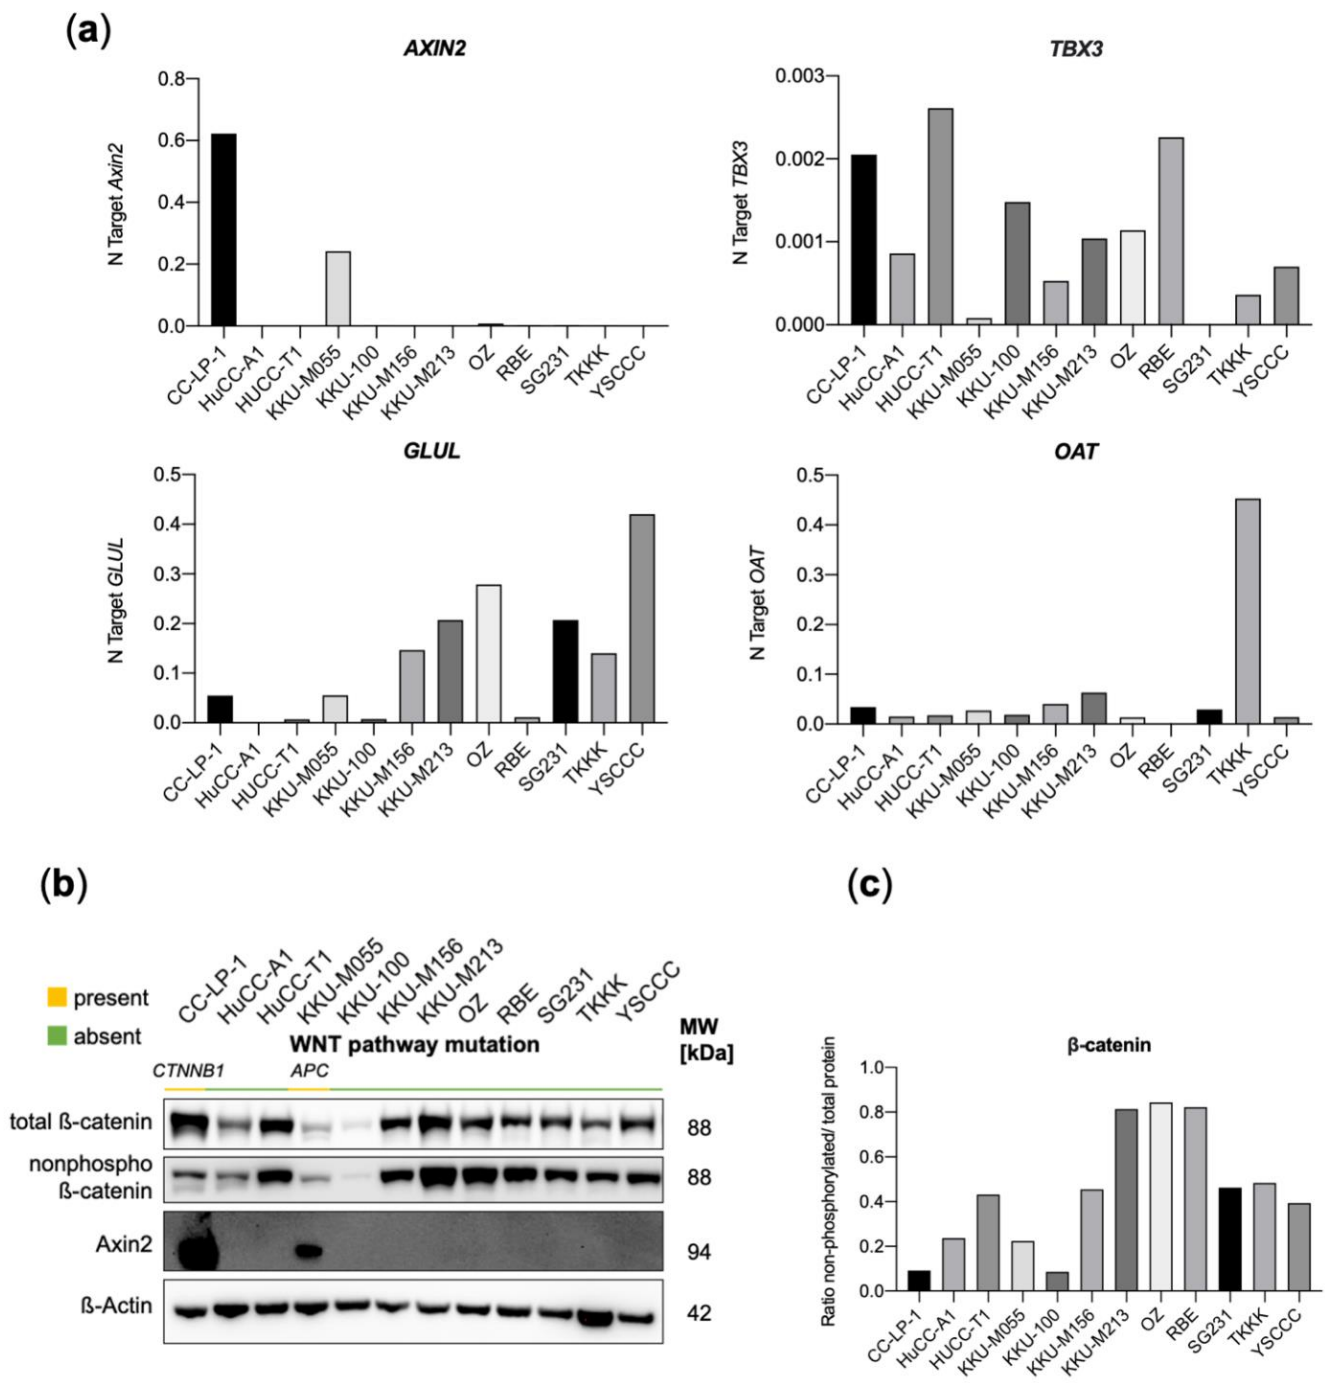 (a)
AXIN2
N Target Axin2
0.8
0.6
0.4
0.2
0.0
CC-LP-1
HuCC-A1
HUCC-T1
KKU-M055
KKU-100
KKU-M156
KKU-M213
OZ
RBE
SG231
TKKK
YSCCC
TBX3
N Target TBX3
0.003
0.002
0.001
0.000
CC-LP-1
HuCC-A1
HUCC-T1
KKU-M055
KKU-100
KKU-M156
KKU-M213
OZ
RBE
SG231
TKKK
YSCCC
GLUL
N Target GLUL
0.5
0.4
0.3
0.2
0.1
0.0
CC-LP-1
HuCC-A1
HUCC-T1
KKU-M055
KKU-100
KKU-M156
KKU-M213
OZ
RBE
SG231
TKKK
YSCCC
OAT
N Target OAT
0.5
0.4
0.3
0.2
0.1
0.0
CC-LP-1
HuCC-A1
HUCC-T1
KKU-M055
KKU-100
KKU-M156
KKU-M213
OZ
RBE
SG231
TKKK
YSCCC
(b)
present
absent
CC-LP-1
HuCC-A1
HuCC-T1
KKU-M055
KKU-100
KKU-M156
KKU-M213
OZ
RBE
SG231
TKKK
YSCCC
WNT pathway mutation
MW
[kDa]
CTNNB1
APC
total ß-catenin
88
nonphospho
ß-catenin
88
Axin2
94
ß-Actin
42
(c)
β-catenin
Ratio non-phosphorylated/ total protein
1.0
0.8
0.6
0.4
0.2
0.0
CC-LP-1
HuCC-A1
HUCC-T1
KKU-M055
KKU-100
KKU-M156
KKU-M213
OZ
RBE
SG231
TKKK
YSCCC